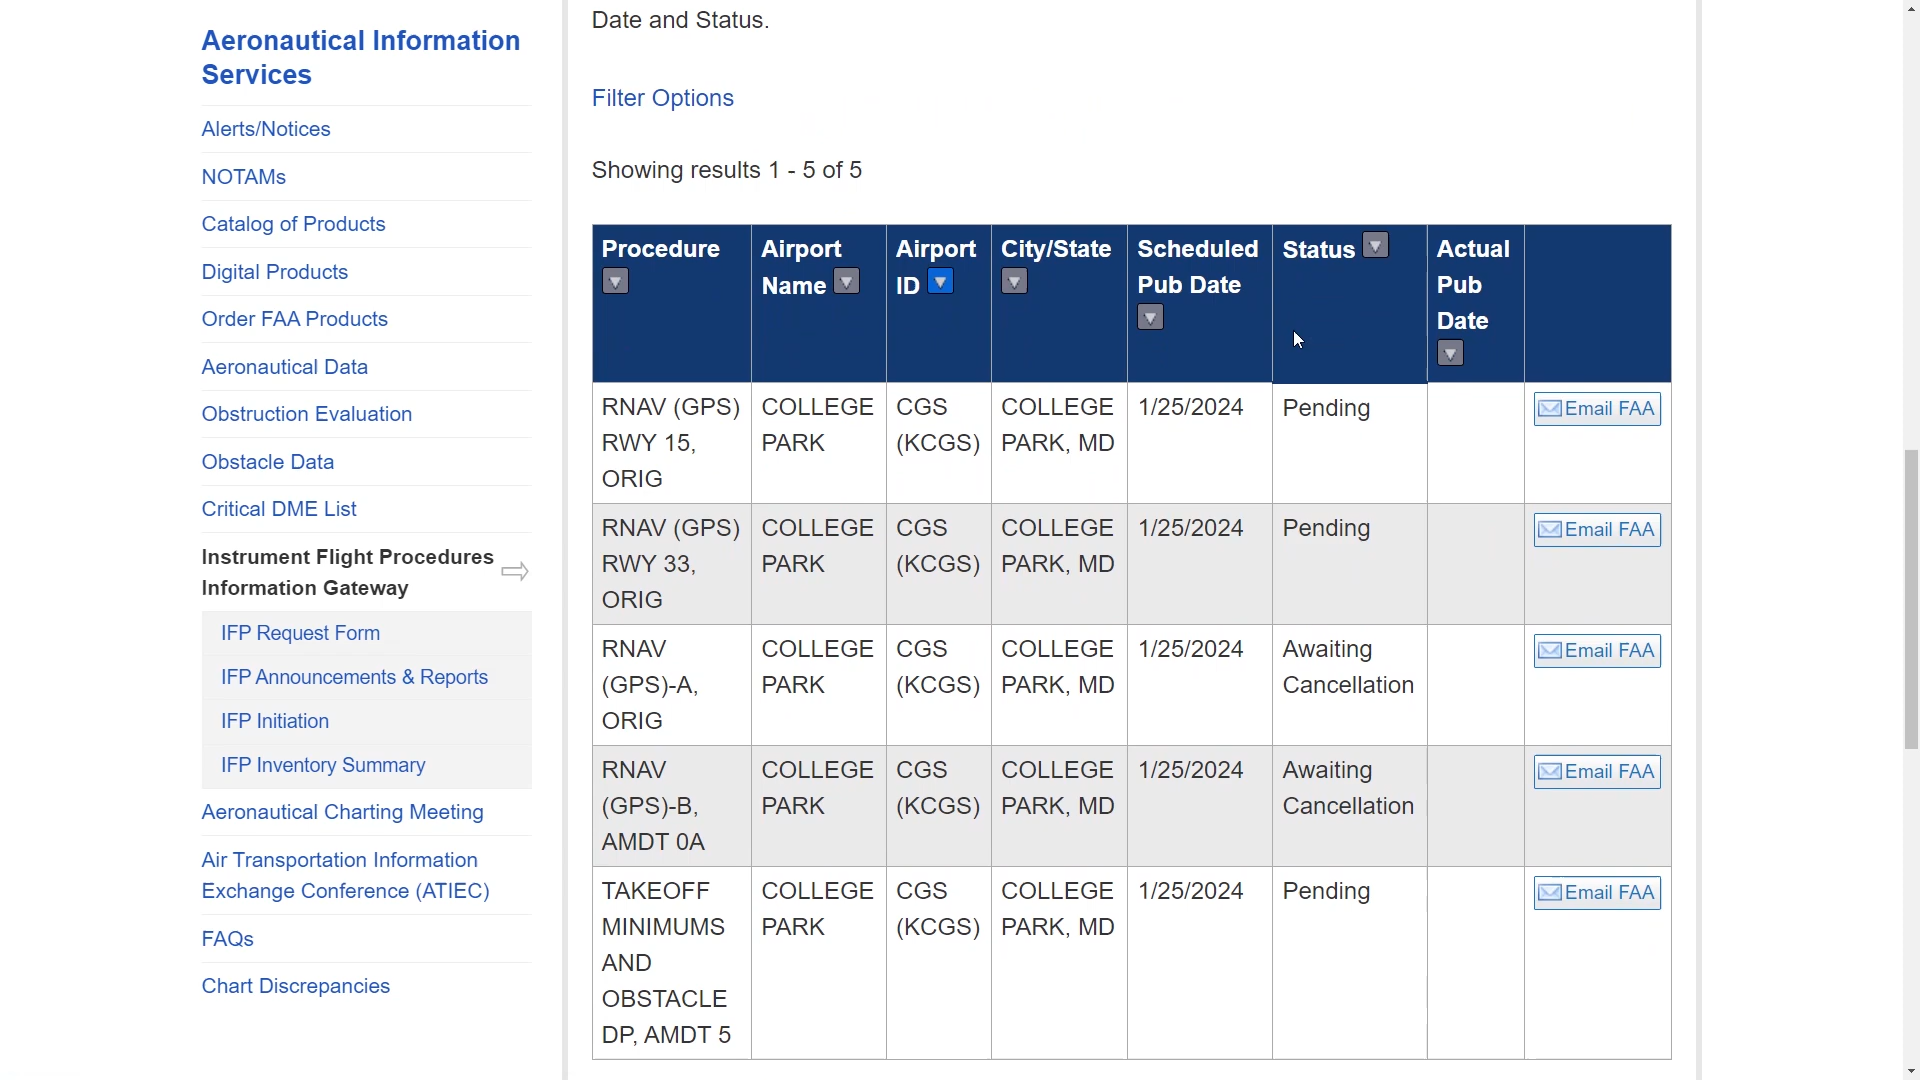 Aeronautical Information
Services
Alerts/Notices
NOTAMs
Catalog of Products
Digital Products
Order FAA Products
Aeronautical Data
Obstruction Evaluation
Obstacle Data
Critical DME List
Instrument Flight Procedures
Information Gateway
IFP Request Form
IFP Announcements & Reports
IFP Initiation
IFP Inventory Summary
Aeronautical Charting Meeting
Air Transportation Information
Exchange Conference (ATIEC)
FAQs
Chart Discrepancies
Date and Status.
Filter Options
Showing results 1 - 5 of 5
Procedure
Airport
Name
Airport
ID
City/State
Scheduled
Pub Date
Status
Actual
Pub
Date
RNAV (GPS)
RWY 15,
ORIG
COLLEGE
PARK
CGS
(KCGS)
COLLEGE
PARK, MD
1/25/2024
Pending
Email FAA
RNAV (GPS)
RWY 33,
ORIG
COLLEGE
PARK
CGS
(KCGS)
COLLEGE
PARK, MD
1/25/2024
Pending
Email FAA
RNAV
(GPS)-A,
ORIG
COLLEGE
PARK
CGS
(KCGS)
COLLEGE
PARK, MD
1/25/2024
Awaiting
Cancellation
Email FAA
RNAV
(GPS)-B,
AMDT 0A
COLLEGE
PARK
CGS
(KCGS)
COLLEGE
PARK, MD
1/25/2024
Awaiting
Cancellation
Email FAA
TAKEOFF
MINIMUMS
AND
OBSTACLE
DP, AMDT 5
COLLEGE
PARK
CGS
(KCGS)
COLLEGE
PARK, MD
1/25/2024
Pending
Email FAA